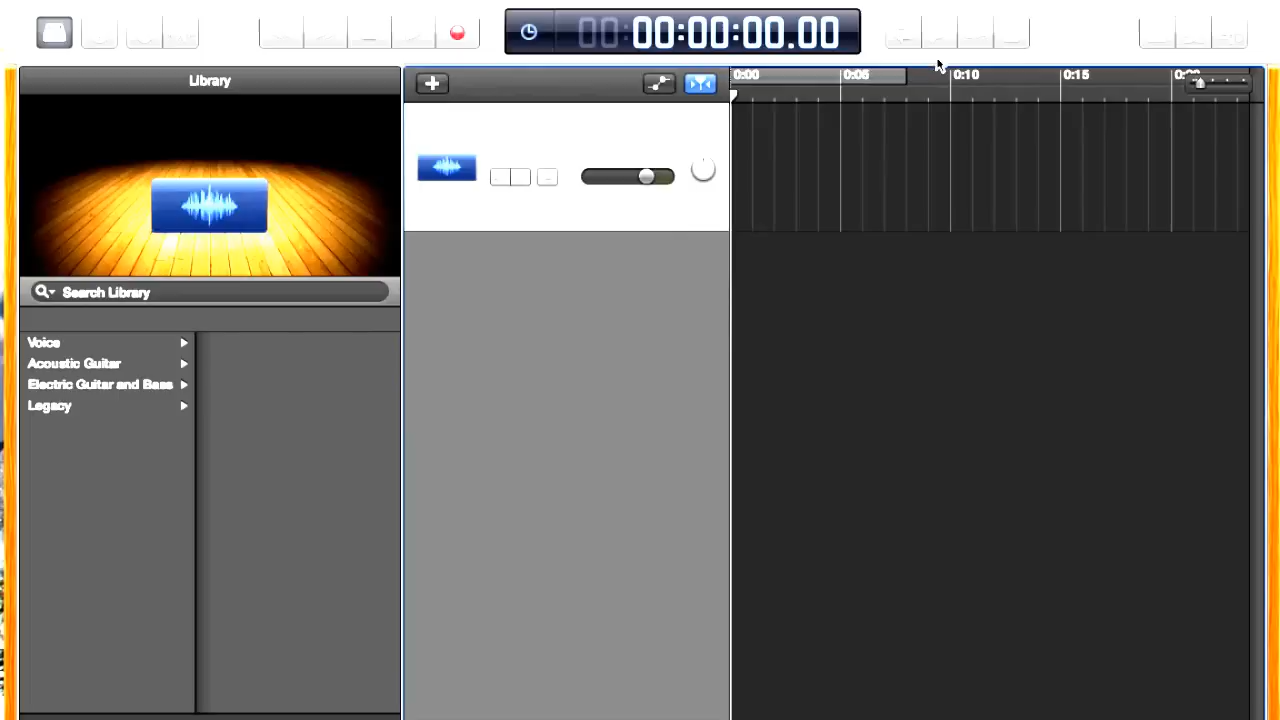 00:00:00:00.00
Library
0:00 0:05 0:10 0:15
Search Library
Voice
Acoustic Guitar
Electric Guitar and Bass
Legacy